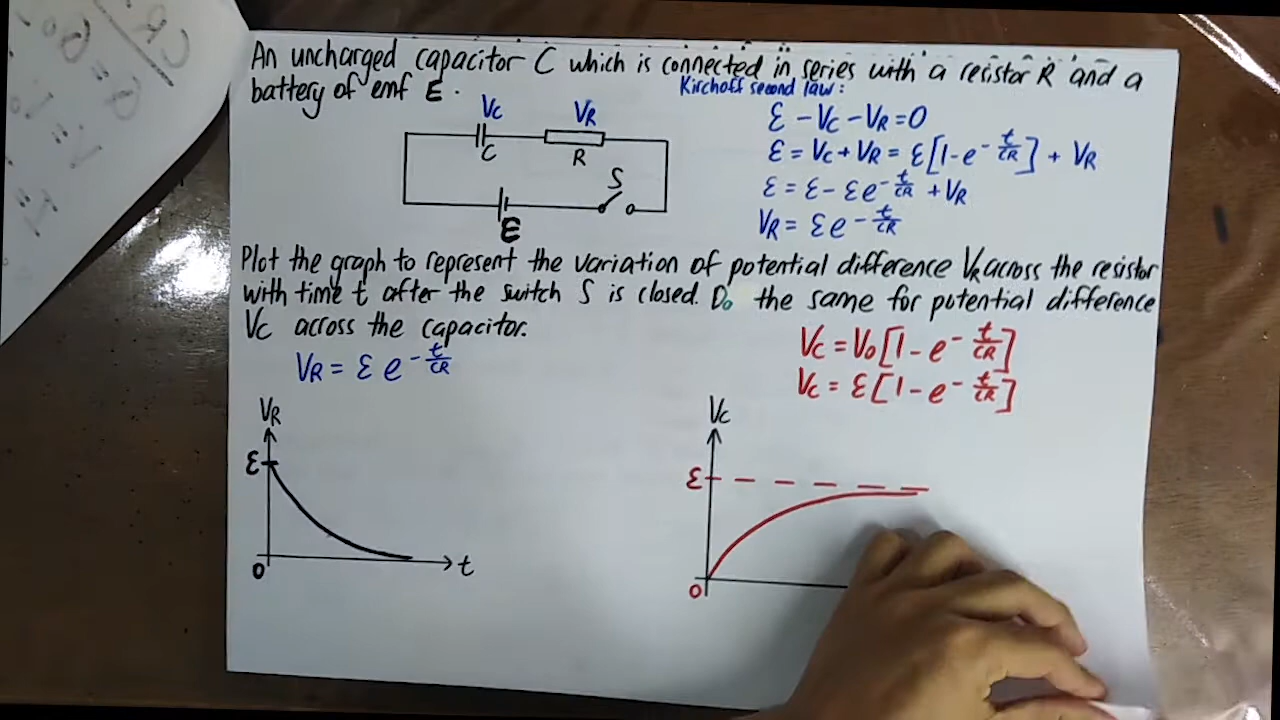 An uncharged capacitor C which is connected in series with a resistor R and a
battery of emf E.
Kirchoff second law:
Vc VR
C R
S
E
ε - Vc - VR = 0
ε = Vc + VR = ε[1-e^-t/CR] + VR
ε = ε - εe^-t/CR + VR
VR = εe^-t/CR
Plot the graph to represent the variation of potential difference VR across the resistor
with time t after the switch S is closed. Do the same for potential difference
Vc across the capacitor.
VR = ε e^-t/CR
Vc = Vo[1-e^-t/CR]
Vc = ε[1-e^-t/CR]
VR
ε
0
t
Vc
ε
0
CR